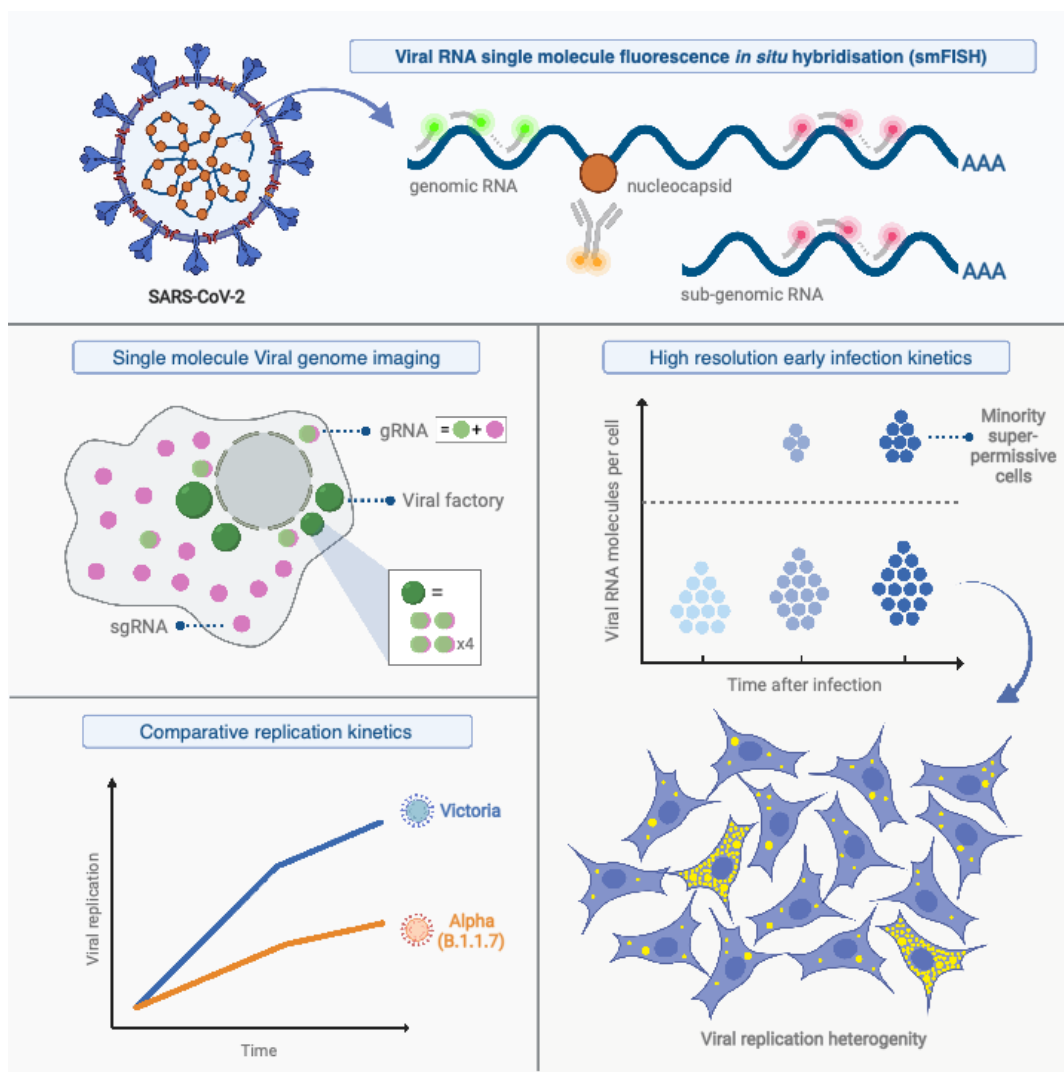 Viral RNA single molecule fluorescence in situ hybridisation (smFISH)
AAA
genomic RNA
nucleocapsid
AAA
sub-genomic RNA
SARS-CoV-2
Single molecule Viral genome imaging
gRNA
= +
Viral factory
=
x4
sgRNA
High resolution early infection kinetics
Viral RNA molecules per cell
Minority
super-
permissive
cells
Time after infection
Comparative replication kinetics
Viral replication
Victoria
Alpha
(B.1.1.7)
Time
Viral replication heterogenity